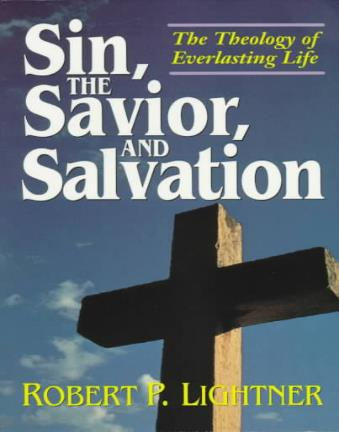 Sin,
THE
Savior,
AND
Salvation
The Theology of
Everlasting Life
ROBERT P. LIGHTNER